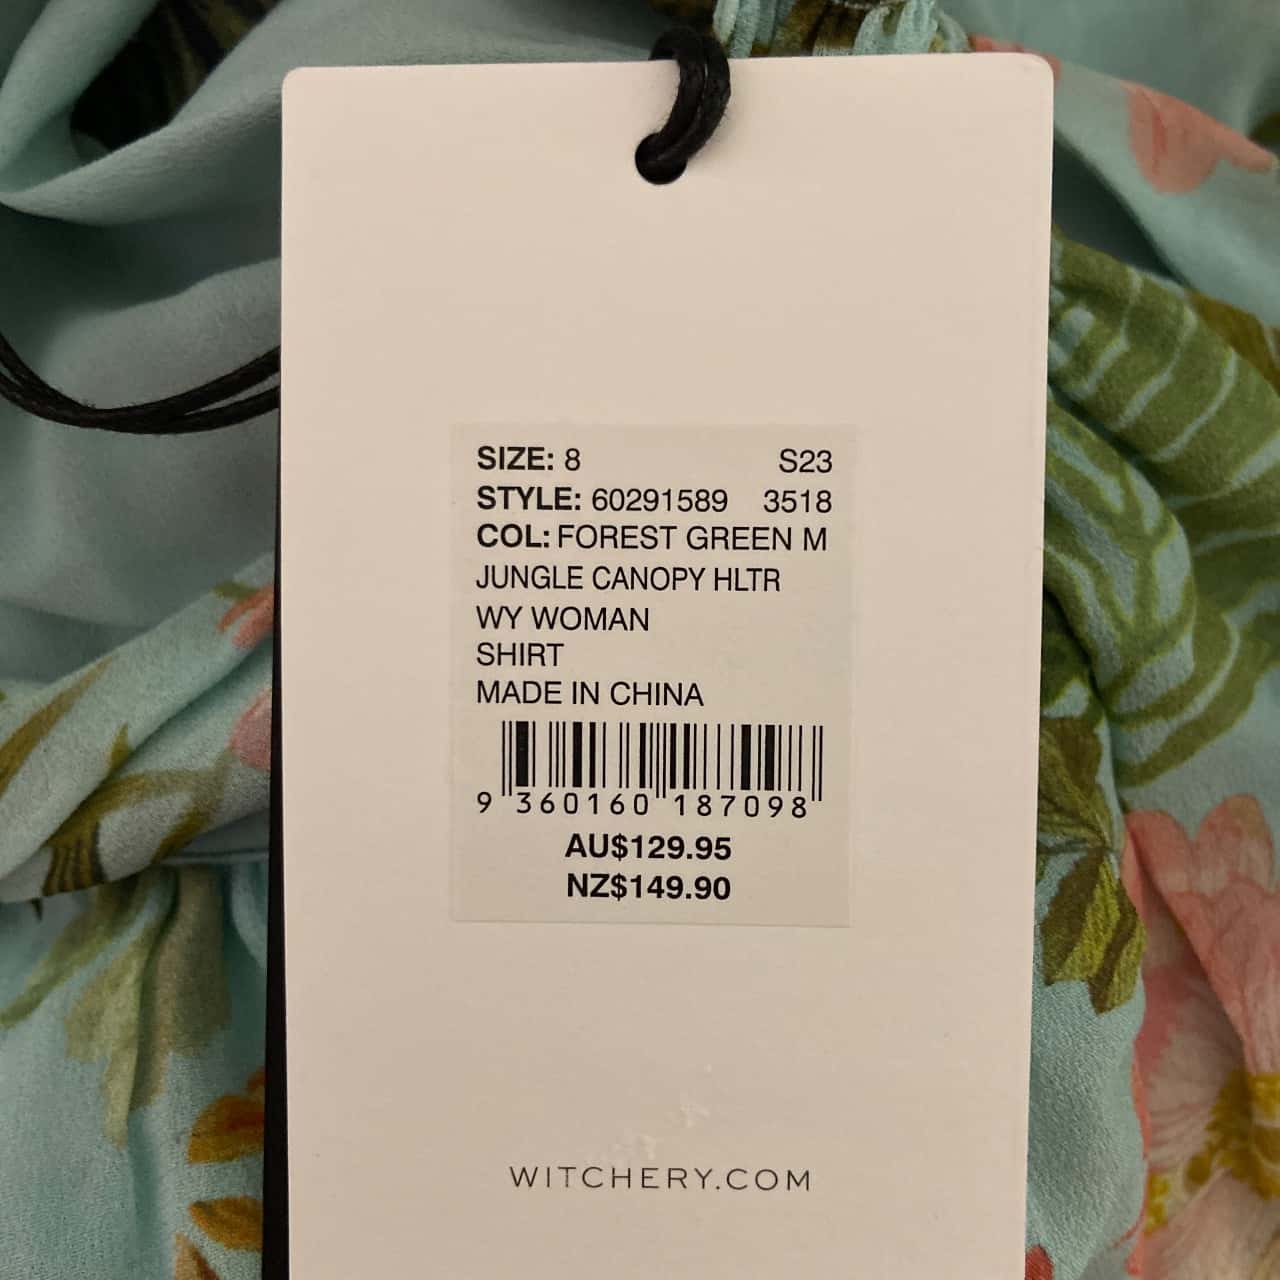 SIZE: 8 S23
STYLE: 60291589 3518
COL: FOREST GREEN M
JUNGLE CANOPY HLTR
WY WOMAN
SHIRT
MADE IN CHINA
9 360160 187098
AU$129.95
NZ$149.90
WITCHERY.COM